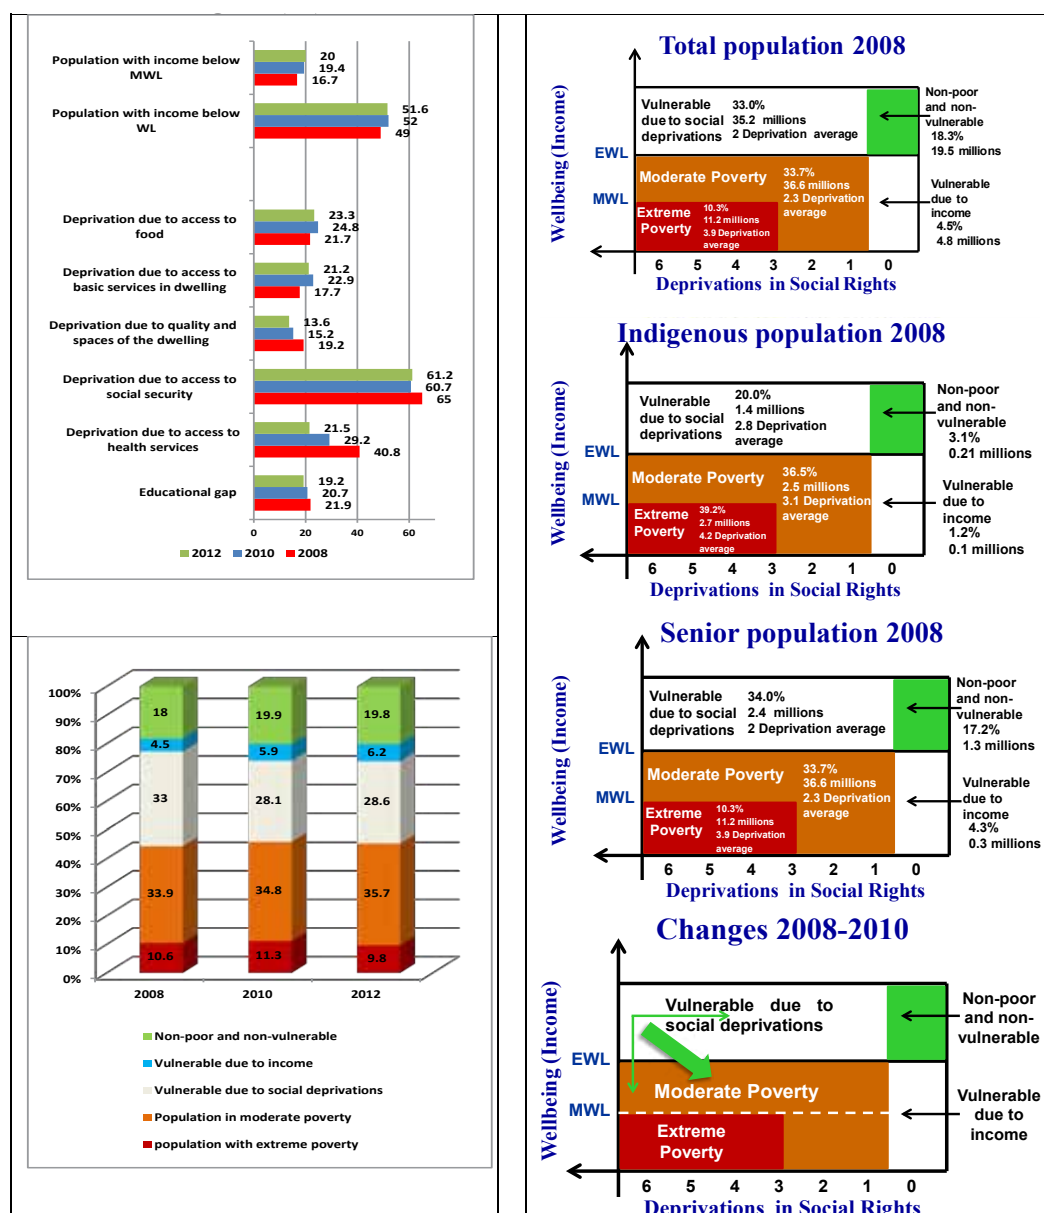 Population with income below
MWL
20
19.4
16.7
Population with income below
WL
51.6
52
49
Deprivation due to access to
food
23.3
24.8
21.7
Deprivation due to access to
basic services in dwelling
21.2
22.9
17.7
Deprivation due to quality and
spaces of the dwelling
13.6
15.2
19.2
Deprivation due to access to
social security
61.2
60.7
65
Deprivation due to access to
health services
21.5
29.2
40.8
Educational gap
19.2
20.7
21.9
0 20 40 60
2012 2010 2008
Total population 2008
Wellbeing (Income)
EWL
MWL
Vulnerable
due to social
deprivations
33.0%
35.2 millions
2 Deprivation average
Non-poor
and non-
vulnerable
18.3%
19.5 millions
Moderate Poverty
33.7%
36.6 millions
2.3 Deprivation
average
Extreme
Poverty
10.3%
11.2 millions
3.9 Deprivation
average
Vulnerable
due to
income
4.5%
4.8 millions
6 5 4 3 2 1 0
Deprivations in Social Rights
Indigenous population 2008
Wellbeing (Income)
EWL
MWL
Vulnerable
due to social
deprivations
20.0%
1.4 millions
2.8 Deprivation
average
Non-poor
and non-
vulnerable
3.1%
0.21 millions
Moderate Poverty
36.5%
2.5 millions
3.1 Deprivation
average
Extreme
Poverty
39.2%
2.7 millions
4.2 Deprivation
average
Vulnerable
due to
income
1.2%
0.1 millions
6 5 4 3 2 1 0
Deprivations in Social Rights
100%
90%
80%
70%
60%
50%
40%
30%
20%
10%
0%
18 19.9 19.8
4.5 5.9 6.2
33 28.1 28.6
33.9 34.8 35.7
10.6 11.3 9.8
2008 2010 2012
Non-poor and non-vulnerable
Vulnerable due to income
Vulnerable due to social deprivations
Population in moderate poverty
population with extreme poverty
Senior population 2008
Wellbeing (Income)
EWL
MWL
Vulnerable
due to social
deprivations
34.0%
2.4 millions
2 Deprivation average
Non-poor
and non-
vulnerable
17.2%
1.3 millions
Moderate Poverty
33.7%
36.6 millions
2.3 Deprivation
average
Extreme
Poverty
10.3%
11.2 millions
3.9 Deprivation
average
Vulnerable
due to
income
4.3%
0.3 millions
6 5 4 3 2 1 0
Deprivations in Social Rights
Changes 2008-2010
Wellbeing (Income)
EWL
MWL
Vulnerable due to
social deprivations
Non-poor
and non-
vulnerable
Moderate Poverty
Extreme
Poverty
Vulnerable
due to
income
6 5 4 3 2 1 0
Deprivations in Social Rights